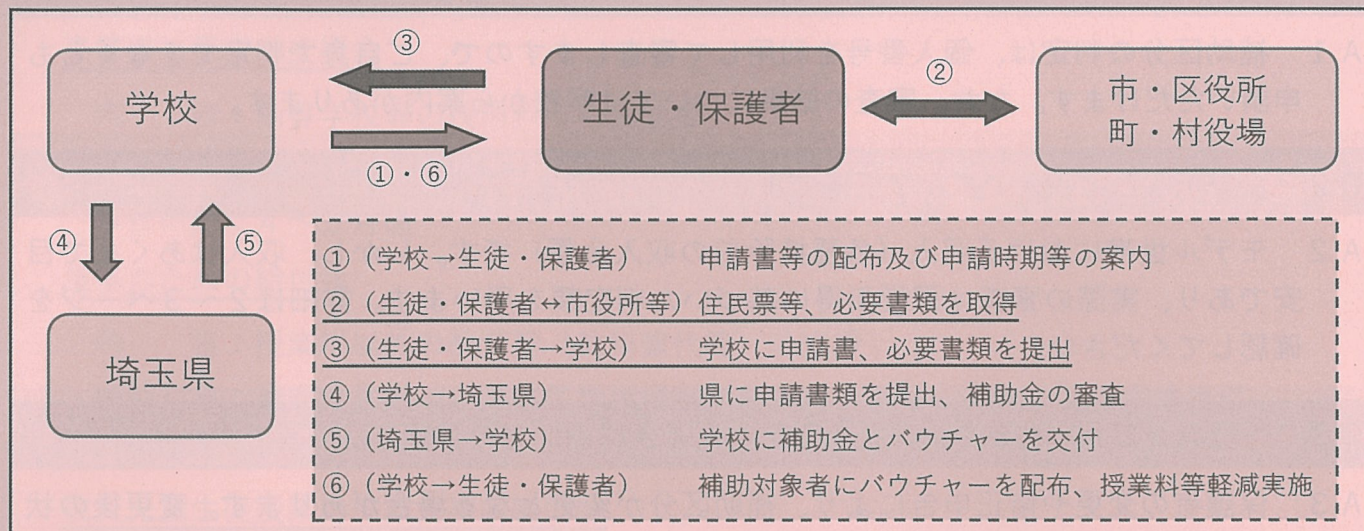 ③
②
学校
生徒・保護者
市・区役所
町・村役場
①・⑥
④
⑤
埼玉県
①（学校→生徒・保護者） 申請書等の配布及び申請時期等の案内
②（生徒・保護者↔市役所等）住民票等、必要書類を取得
③（生徒・保護者→学校） 学校に申請書、必要書類を提出
④（学校→埼玉県） 県に申請書類を提出、補助金の審査
⑤（埼玉県→学校） 学校に補助金とバウチャーを交付
⑥（学校→生徒・保護者） 補助対象者にバウチャーを配布、授業料等軽減実施